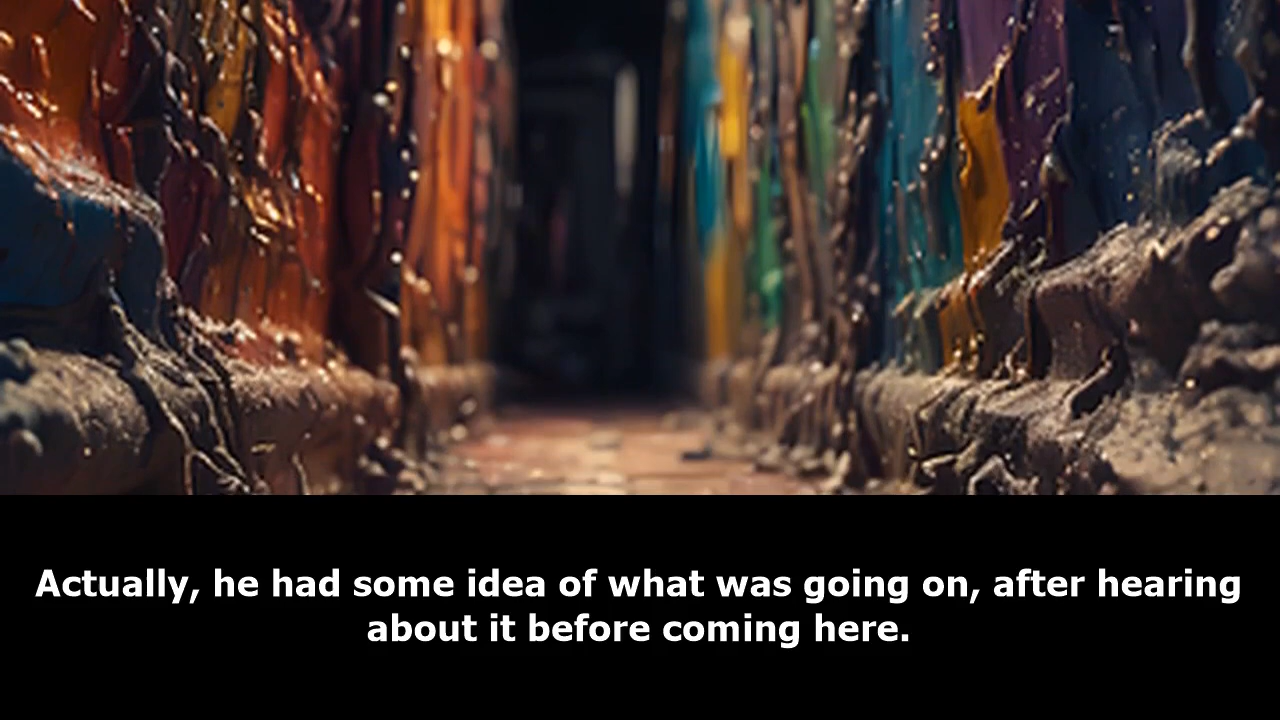 Actually, he had some idea of what was going on, after hearing
about it before coming here.